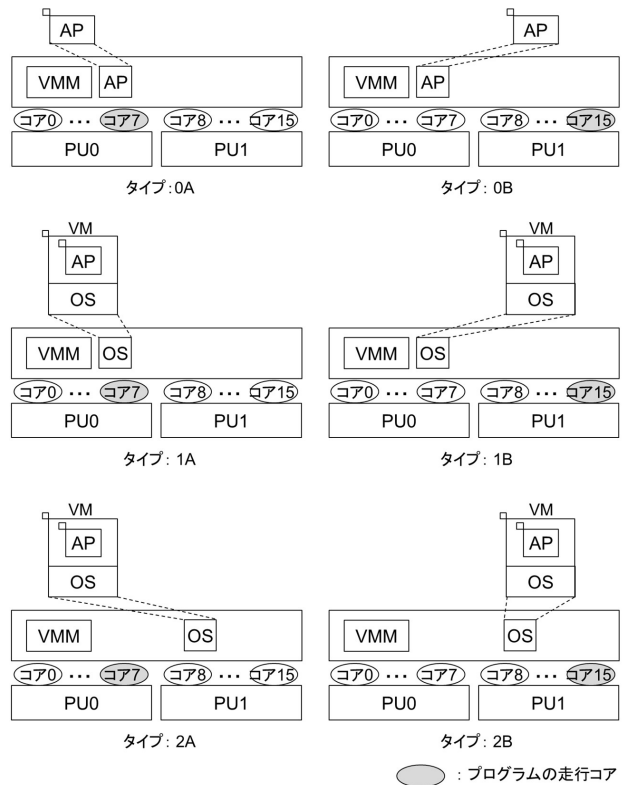 AP
AP
VMM AP
VMM AP
コア0 ・・・ コア7 コア8 ・・・ コア15
コア0 ・・・ コア7 コア8 ・・・ コア15
PU0 PU1
PU0 PU1
タイプ:0A
タイプ: 0B
VM
VM
AP
AP
OS
OS
VMM OS
VMM OS
コア0 ・・・ コア7 コア8 ・・・ コア15
コア0 ・・・ コア7 コア8 ・・・ コア15
PU0 PU1
PU0 PU1
タイプ: 1A
タイプ: 1B
VM
VM
AP
AP
OS
OS
VMM OS
VMM OS
コア0 ・・・ コア7 コア8 ・・・ コア15
コア0 ・・・ コア7 コア8 ・・・ コア15
PU0 PU1
PU0 PU1
タイプ: 2A
タイプ: 2B
: プログラムの走行コア